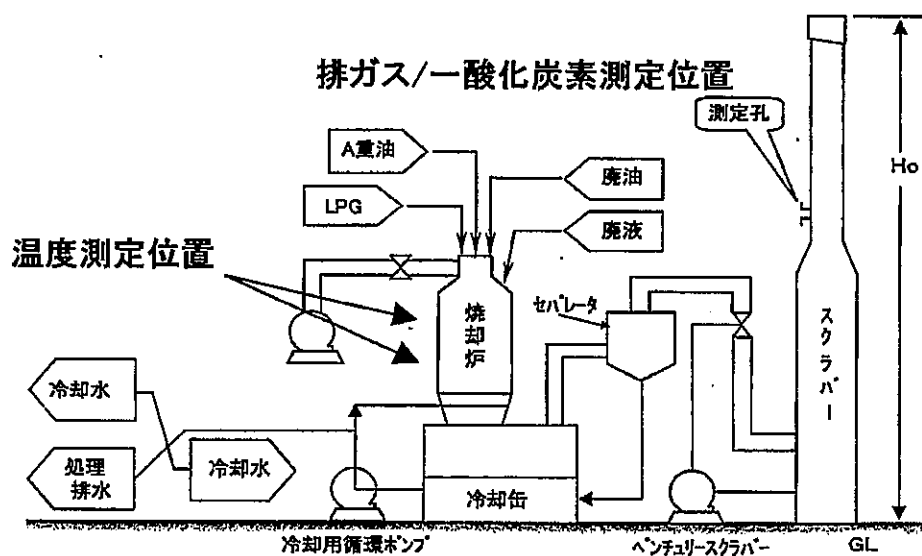 排ガス/一酸化炭素測定位置
測定孔
A重油
Ho
廃油
LPG
廃液
温度測定位置
セパレータ
焼却炉
スクラバー
冷却水
処理
排水
冷却水
冷却缶
冷却用循環ポンプ
ベンチュリースクラバー
GL